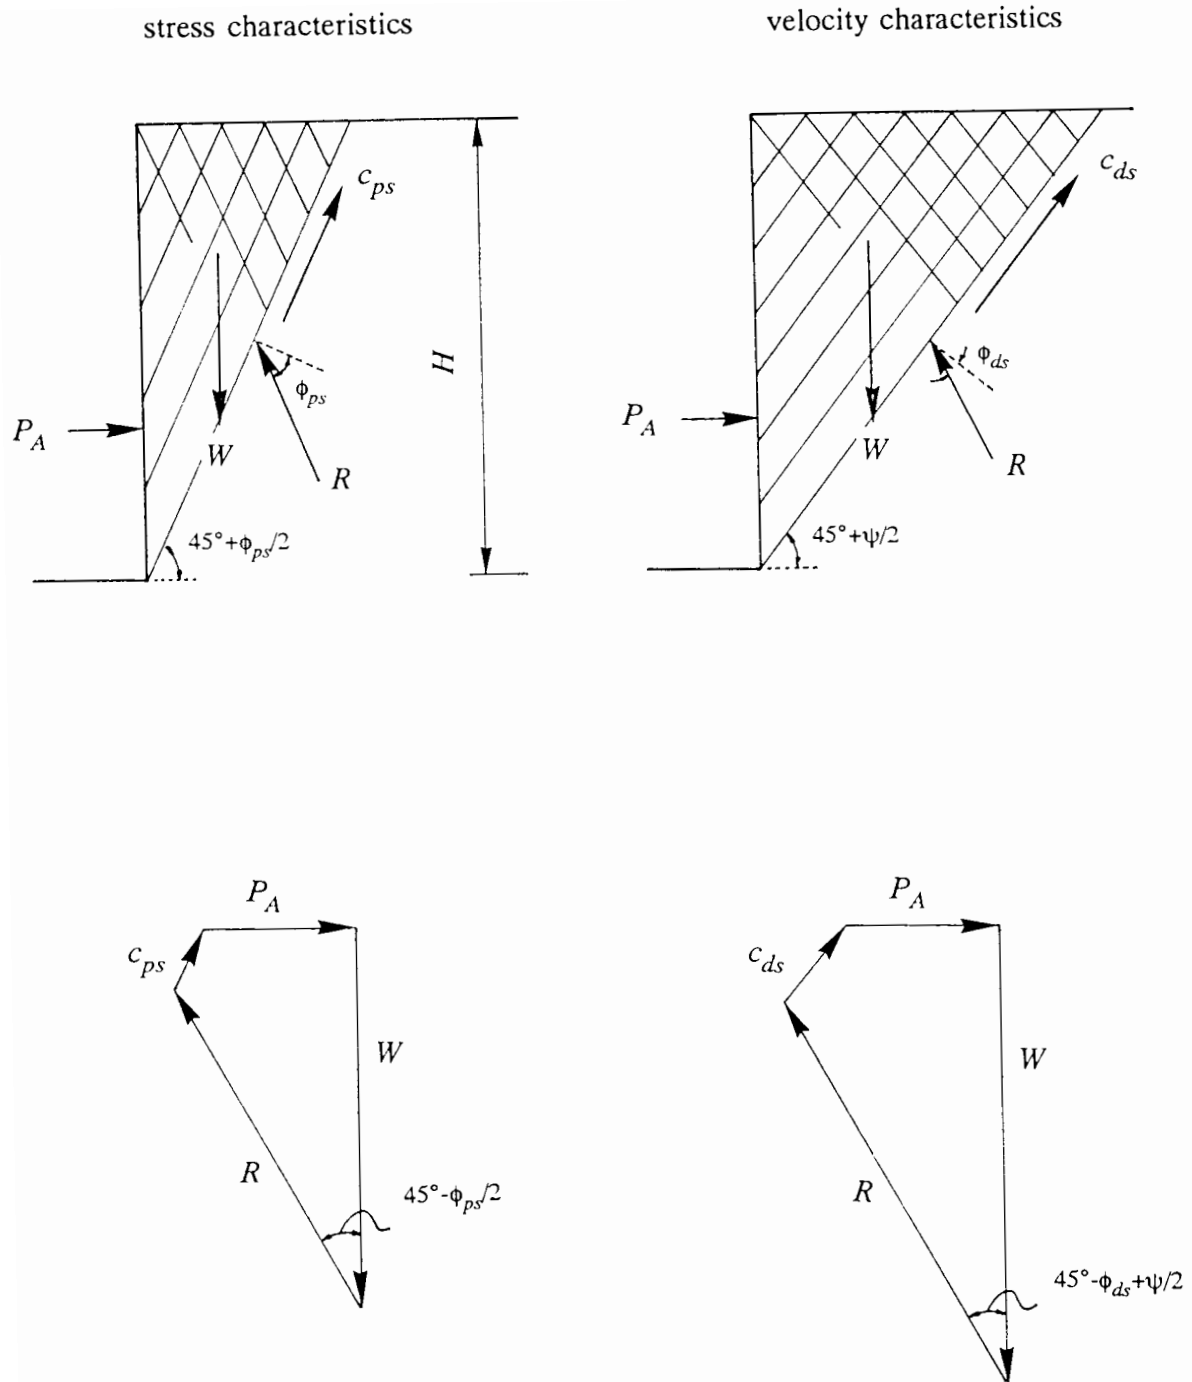 stress characteristics
velocity characteristics
c_ps
c_ds
H
ϕ_ps
ϕ_ds
P_A
P_A
W
W
R
R
45°+ϕ_ps/2
45°+ψ/2
P_A
P_A
c_ps
c_ds
W
W
R
R
45°-ϕ_ps/2
45°-ϕ_ds+ψ/2